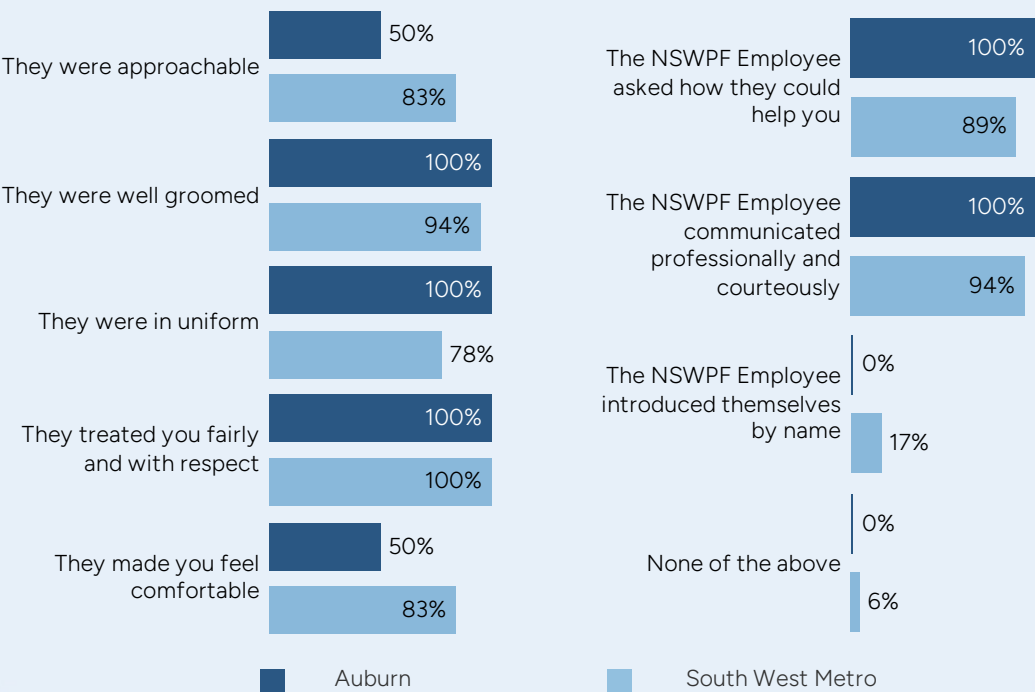 50%
They were approachable
83%
100%
They were well groomed
94%
100%
They were in uniform
78%
100%
They treated you fairly
and with respect
100%
50%
They made you feel
comfortable
83%
100%
The NSWPF Employee
asked how they could
help you
89%
100%
The NSWPF Employee
communicated
professionally and
courteously
94%
0%
The NSWPF Employee
introduced themselves
by name
17%
0%
None of the above
6%
Auburn
South West Metro